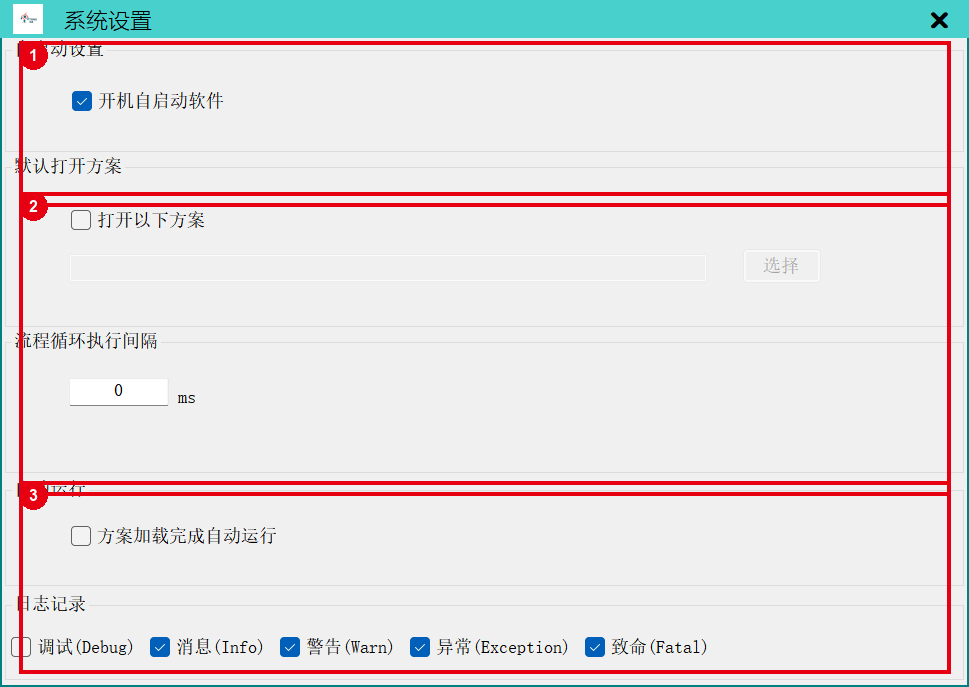 系统设置
1
动设置
开机自启动软件
默认打开方案
2
打开以下方案
选择
流程循环执行间隔
0
ms
3
运行
方案加载完成自动运行
日志记录
调试(Debug) 消息(Info) 警告(Warn) 异常(Exception) 致命(Fatal)